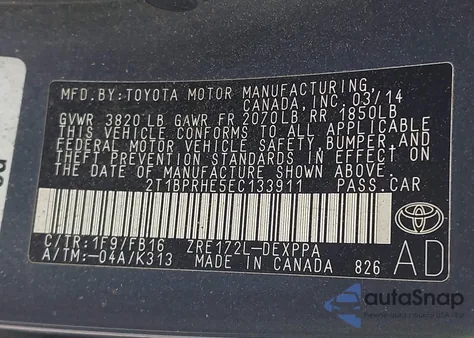 MFD.BY:TOYOTA MOTOR MANUFACTURING,
CANADA, INC. 03/14
GVWR 3820 LB GAWR FR 2070LB RR 1850LB
THIS VEHICLE CONFORMS TO ALL APPLICABLE
FEDERAL MOTOR VEHICLE SAFETY,BUMPER,AND
THEFT PREVENTION STANDARDS IN EFFECT ON
THE DATE OF MANUFACTURE SHOWN ABOVE.
2T1BPRHE5EC133911 PASS.CAR
C/TR:1F9/FB16 ZRE172L-DEXPPA
A/TM:-04A/K313 MADE IN CANADA 826
AD
autoSnap